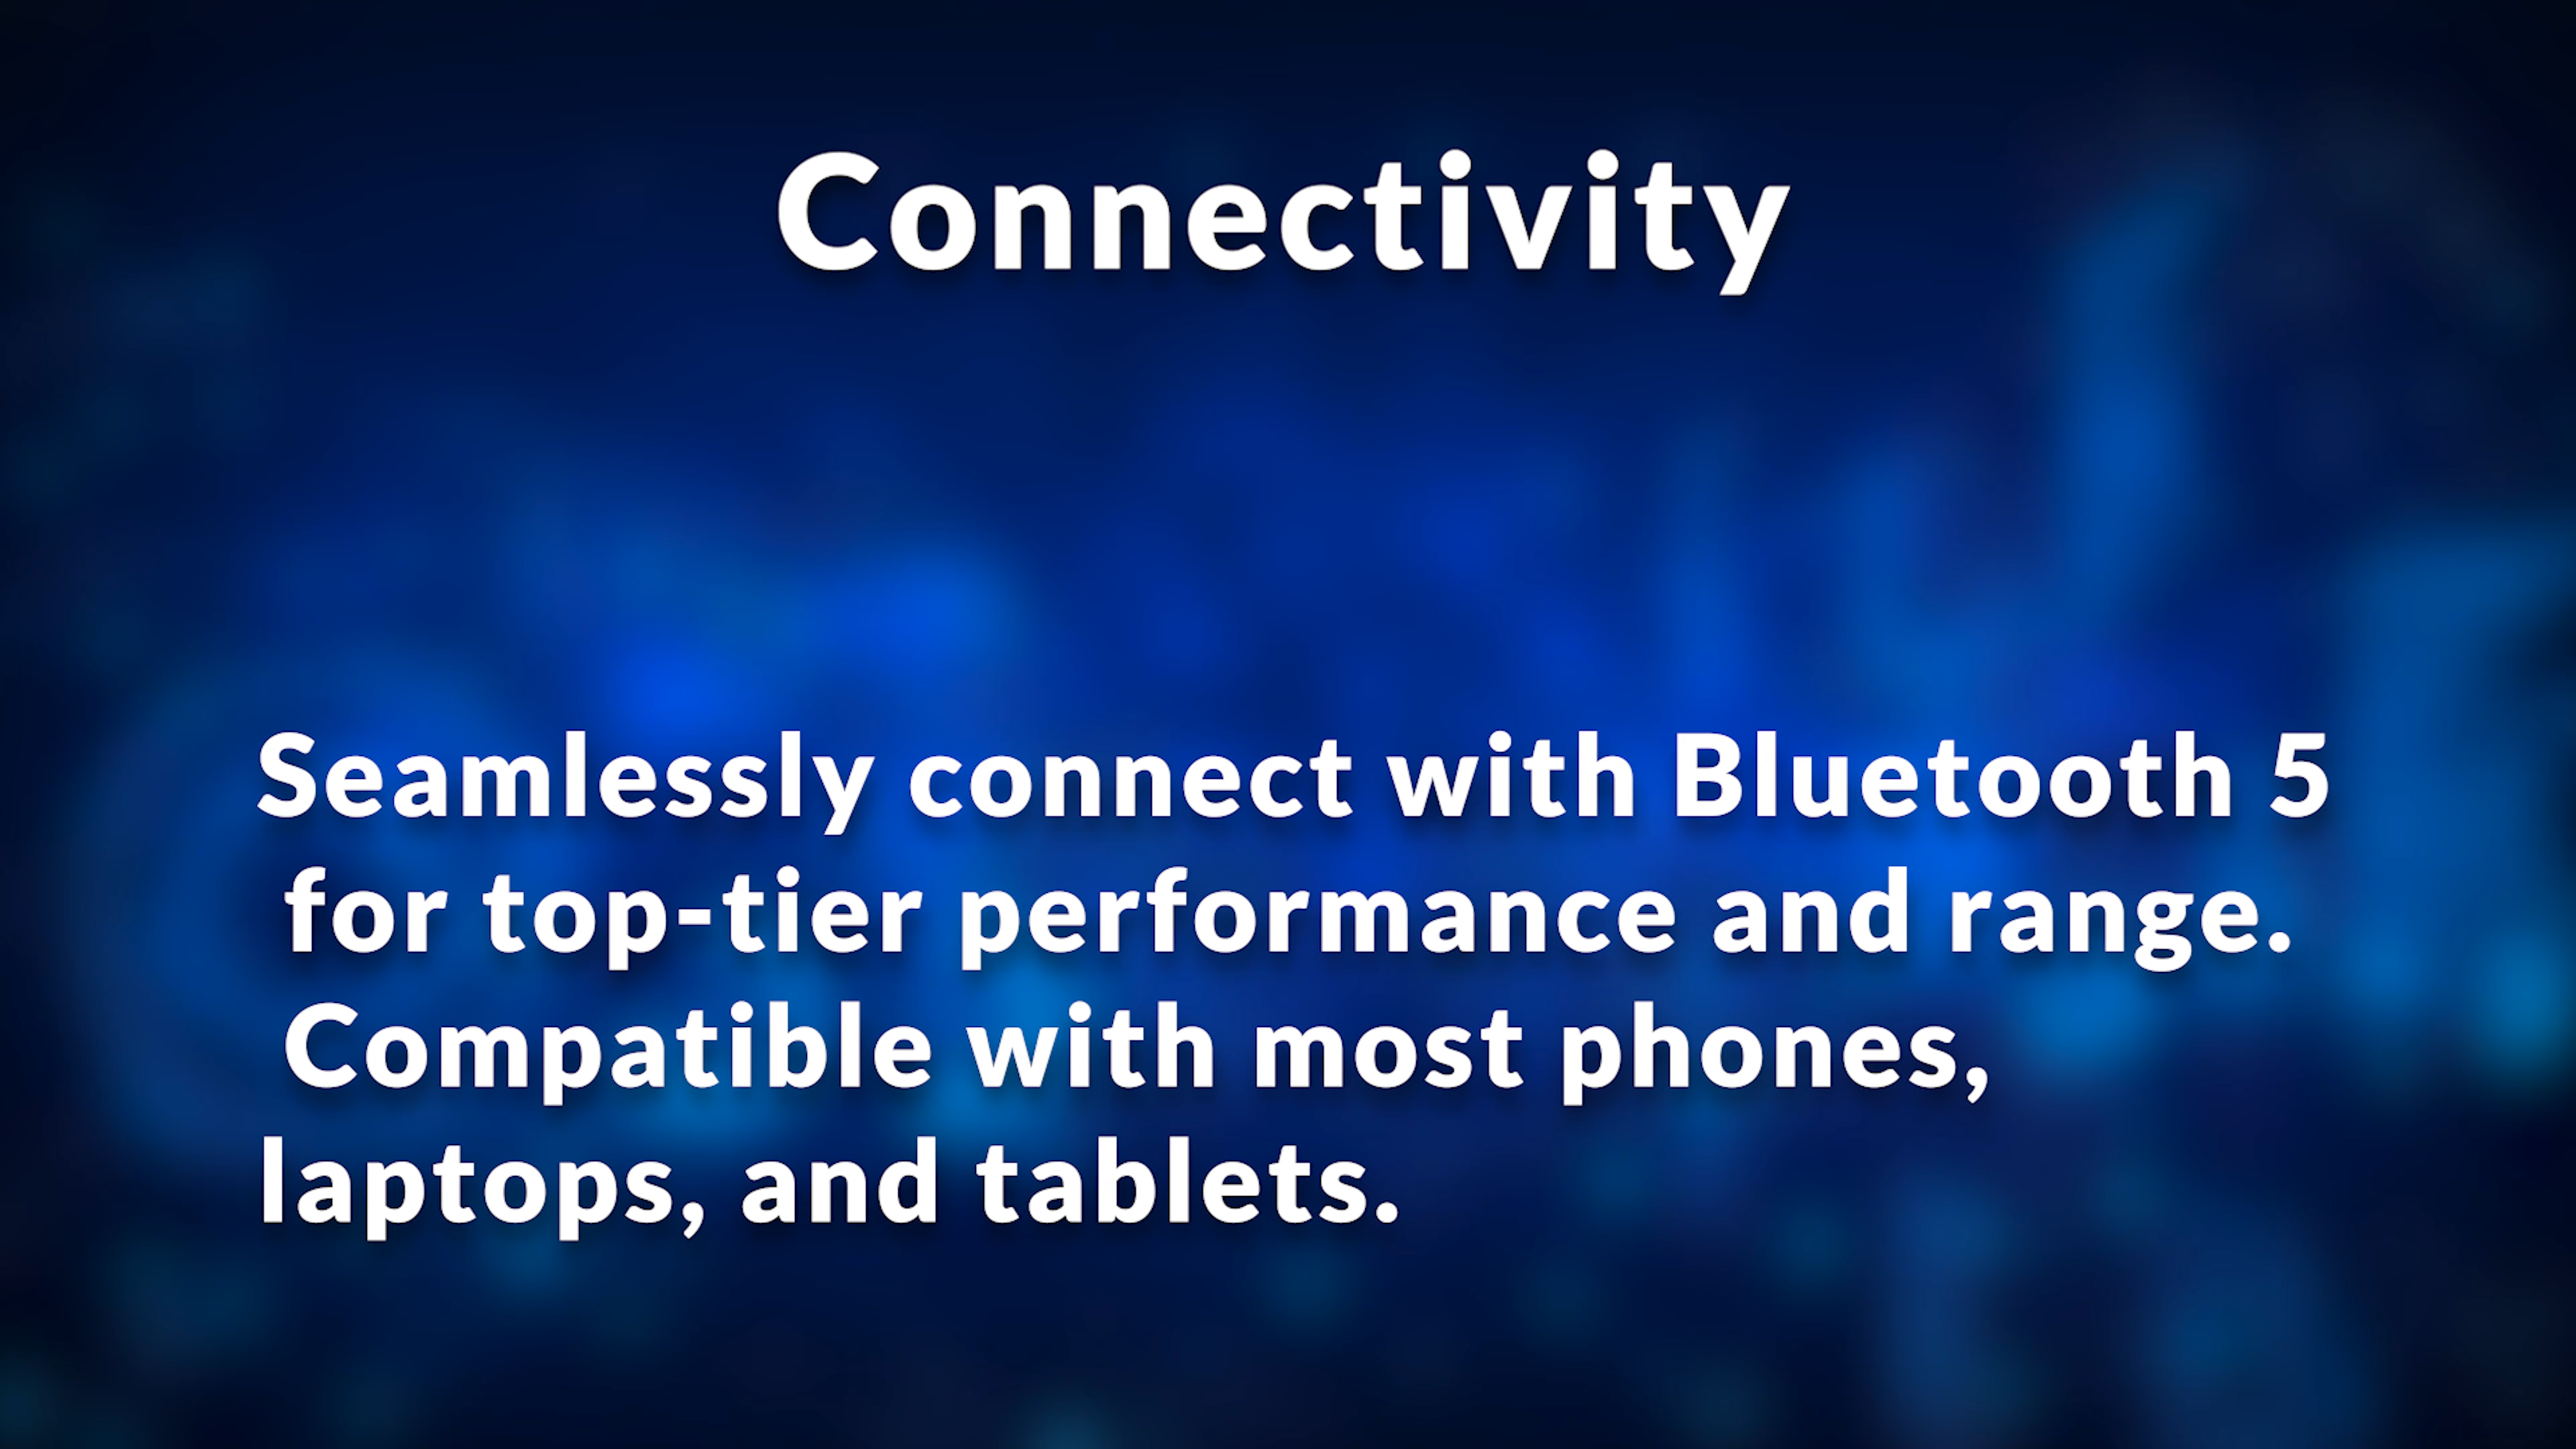 Connectivity
Seamlessly connect with Bluetooth 5
for top-tier performance and range.
Compatible with most phones,
laptops, and tablets.